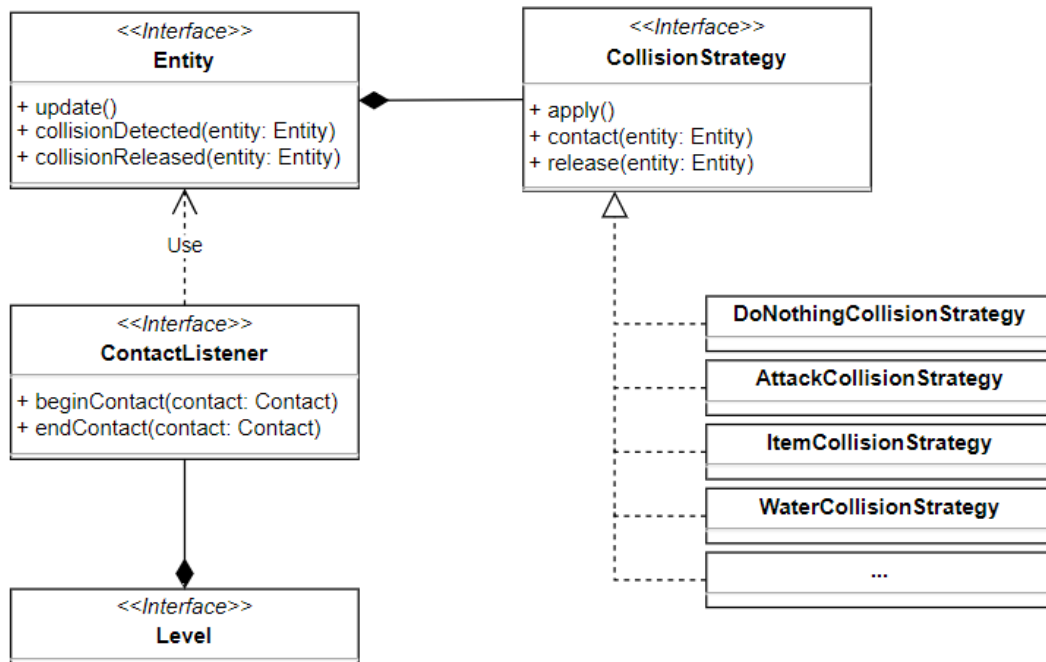 <<Interface>>
Entity
+ update()
+ collisionDetected(entity: Entity)
+ collisionReleased(entity: Entity)
<<Interface>>
CollisionStrategy
+ apply()
+ contact(entity: Entity)
+ release(entity: Entity)
Use
<<Interface>>
ContactListener
+ beginContact(contact: Contact)
+ endContact(contact: Contact)
DoNothingCollisionStrategy
AttackCollisionStrategy
ItemCollisionStrategy
WaterCollisionStrategy
...
<<Interface>>
Level